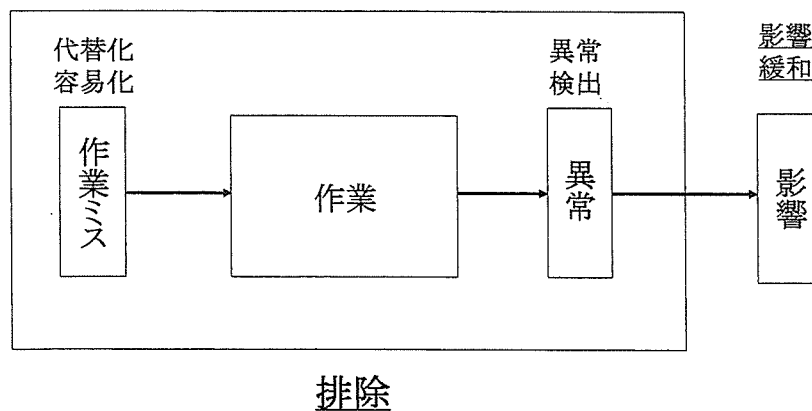 代替化
容易化
異常
検出
影響
緩和
作業ミス
作業
異常
影響
排除